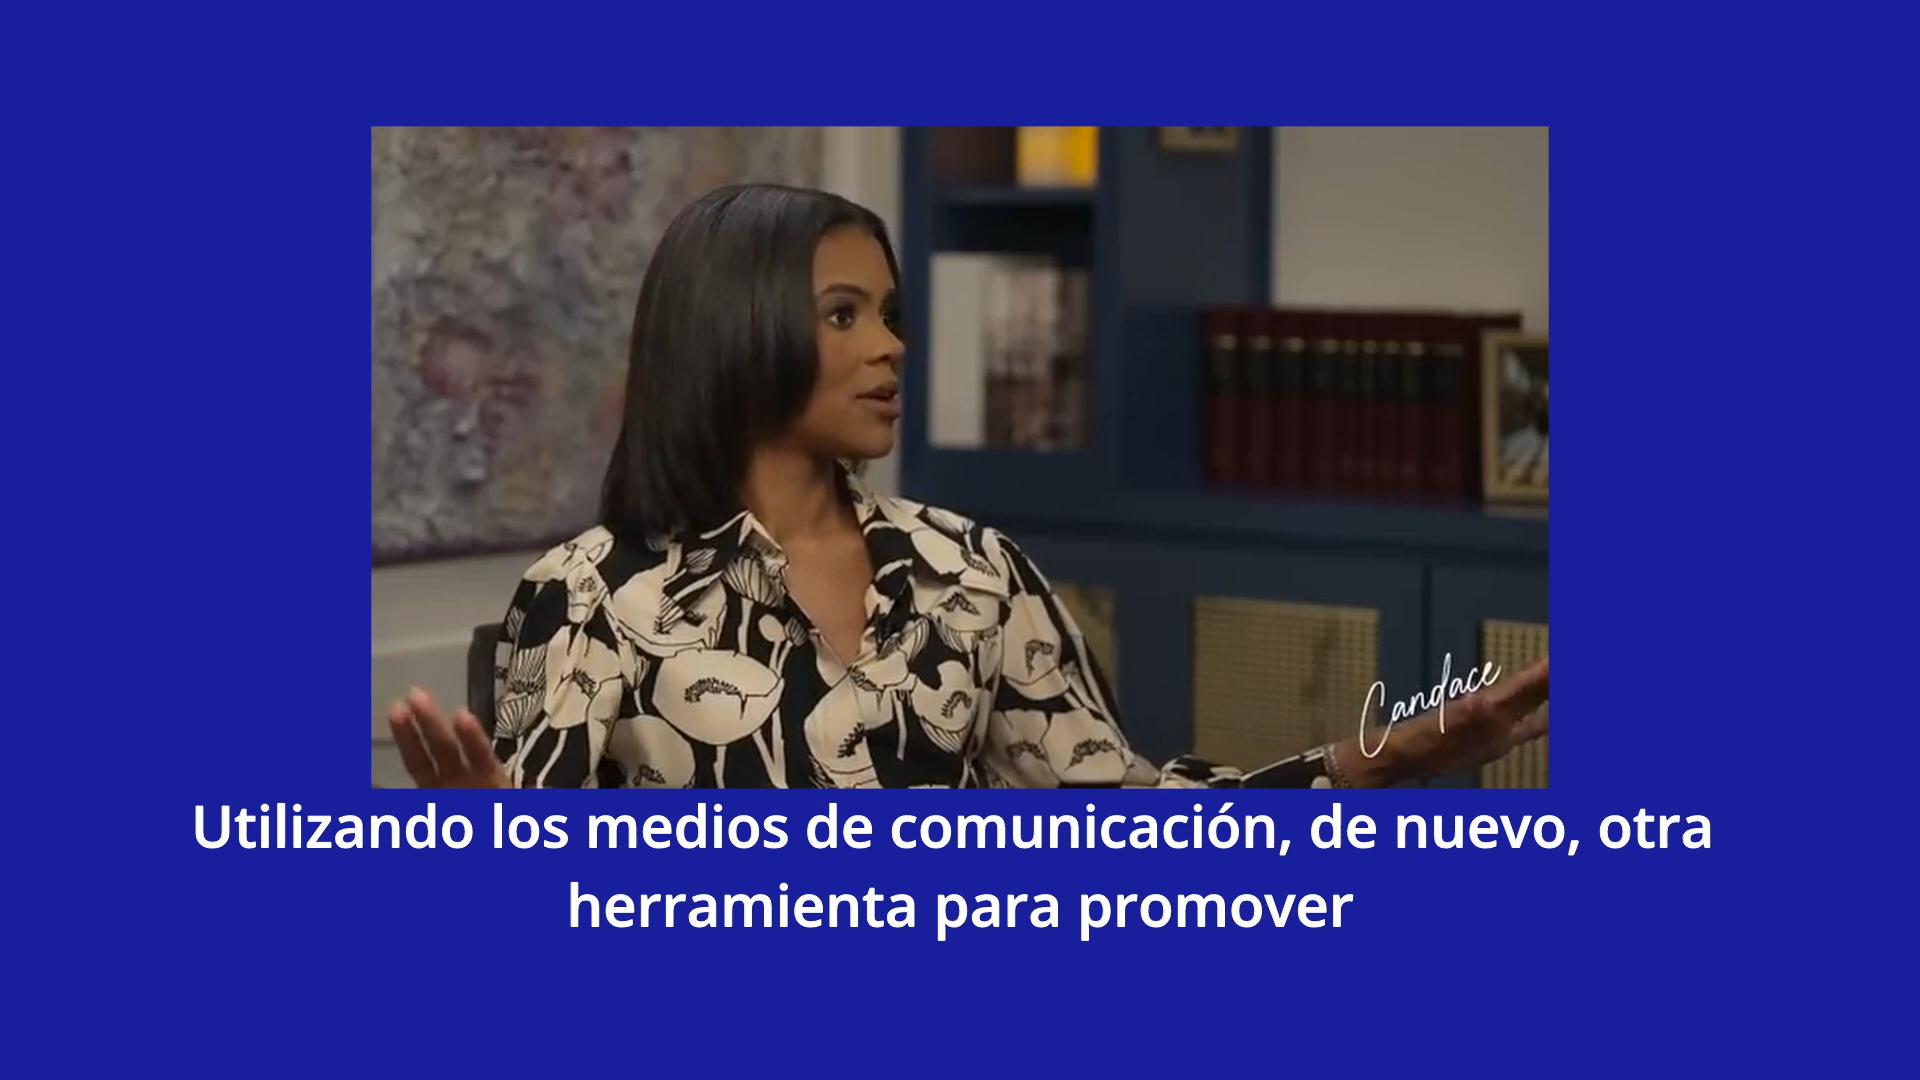 Candace
Utilizando los medios de comunicación, de nuevo, otra
herramienta para promover